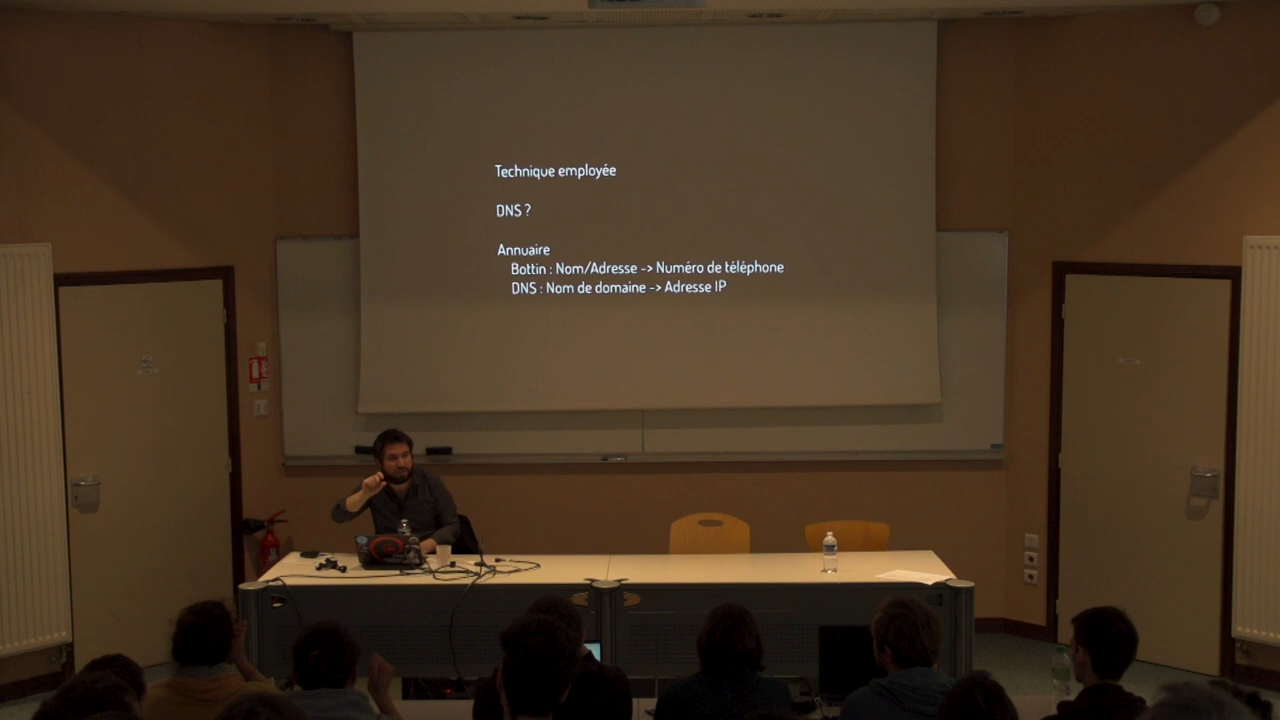 Technique employée
DNS ?
Annuaire
Bottin : Nom/Adresse -> Numéro de téléphone
DNS : Nom de domaine -> Adresse IP